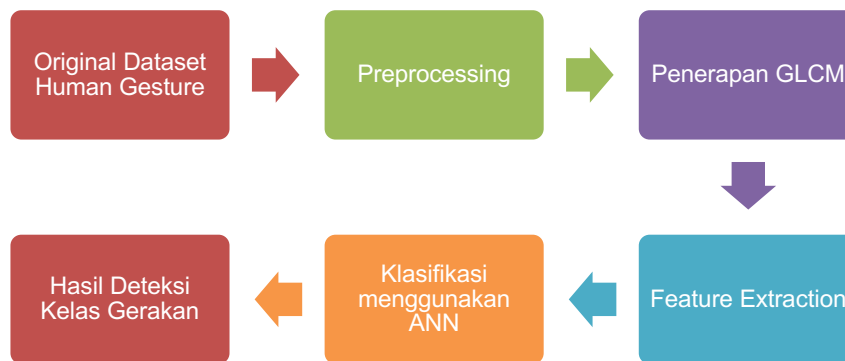 Original Dataset
Human Gesture
Preprocessing
Penerapan GLCM
Feature Extraction
Klasifikasi
menggunakan
ANN
Hasil Deteksi
Kelas Gerakan